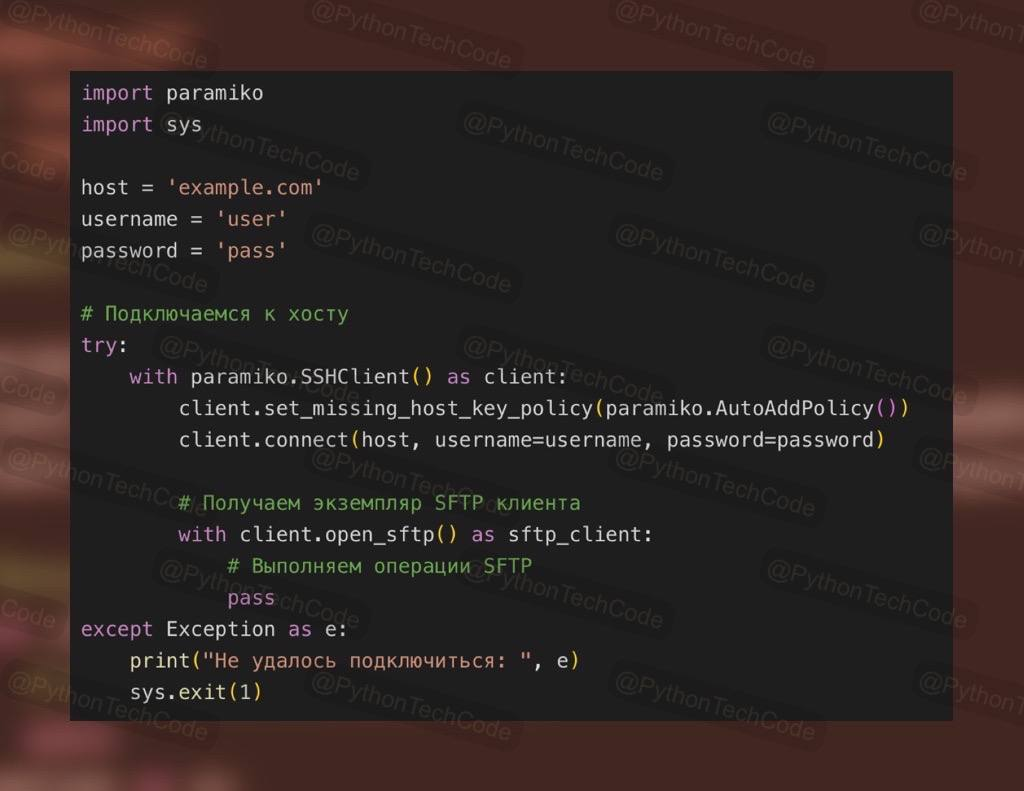 import paramiko
import sys
host = 'example.com'
username = 'user'
password = 'pass'
# Подключаемся к хосту
try:
    with paramiko.SSHClient() as client:
        client.set_missing_host_key_policy(paramiko.AutoAddPolicy())
        client.connect(host, username=username, password=password)
        # Получаем экземпляр SFTP клиента
        with client.open_sftp() as sftp_client:
            # Выполняем операции SFTP
            pass
except Exception as e:
    print("Не удалось подключиться: ", e)
    sys.exit(1)
@PythonTechCode